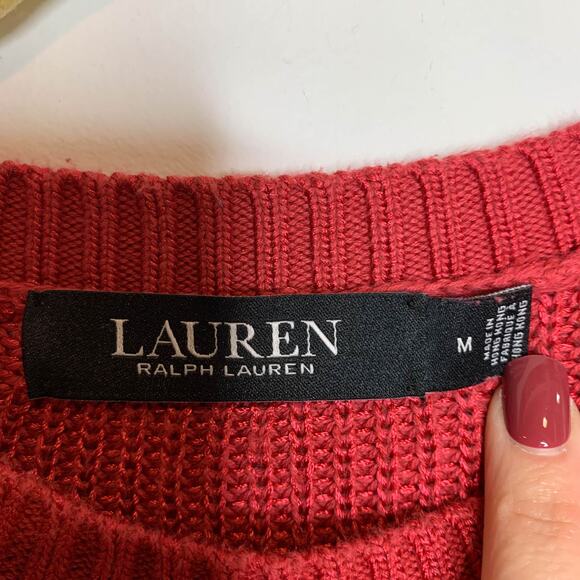 LAUREN
RALPH LAUREN
M
MADE IN
HONG KONG
FABRIQUÉ À
HONG KONG